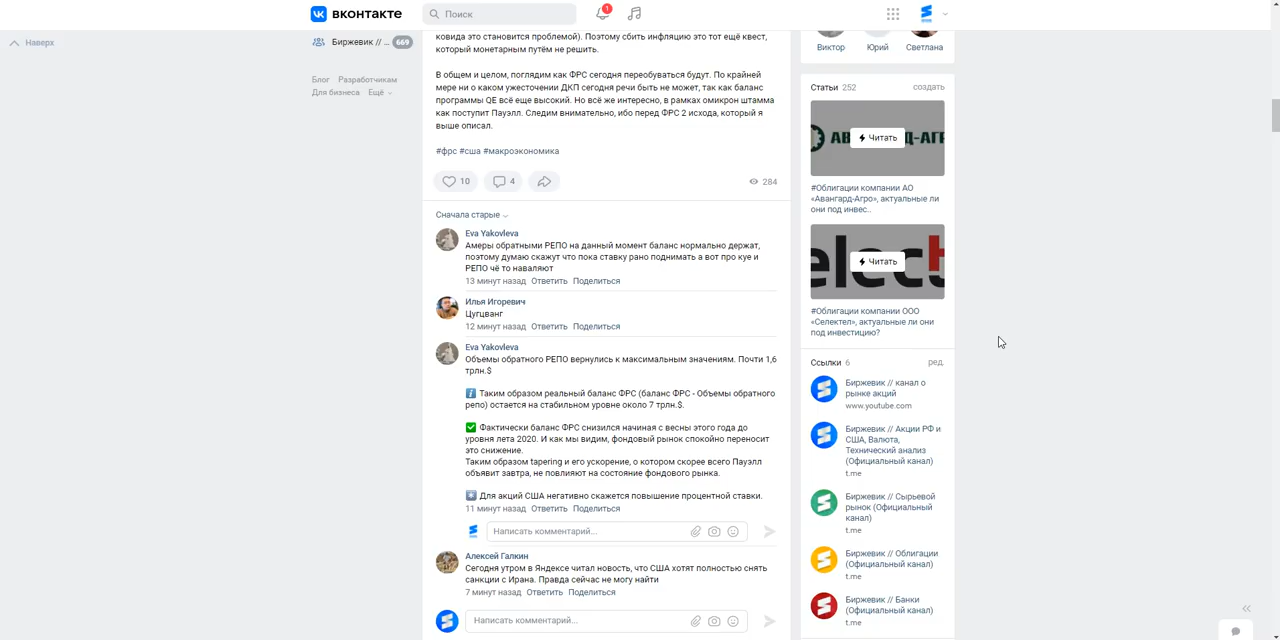 вконтакте
Поиск
1
Наверх
Биржевик // ... 669
Блог Разработчикам
Для бизнеса Ещё
ковида это становится проблемой). Поэтому сбить инфляцию это тот ещё квест,
который монетарным путём не решить.
В общем и целом, поглядим как ФРС сегодня переобуваться будут. По крайней
мере ни о каком ужесточении ДКП сегодня речи быть не может, так как баланс
программы QE всё еще высокий. Но всё же интересно, в рамках омикрон штамма
как поступит Пауэлл. Следим внимательно, ибо перед ФРС 2 исхода, который я
выше описал.
#фрс #сша #макроэкономика
10 4 284
Сначала старые
Eva Yakovleva
Амеры обратными РЕПО на данный момент баланс нормально держат,
поэтому думаю скажут что пока ставку рано поднимать а вот про куе и
РЕПО чё то наваляют
13 минут назад Ответить Поделиться
Илья Игоревич
Цугцванг
12 минут назад Ответить Поделиться
Eva Yakovleva
Объемы обратного РЕПО вернулись к максимальным значениям. Почти 1,6
трлн.$
Таким образом реальный баланс ФРС (баланс ФРС - Объемы обратного
репо) остается на стабильном уровне около 7 трлн.$.
Фактически баланс ФРС снизился начиная с весны этого года до
уровня лета 2020. И как мы видим, фондовый рынок спокойно переносит
это снижение.
Таким образом tapering и его ускорение, о котором скорее всего Пауэлл
объявит завтра, не повлияют на состояние фондового рынка.
Для акций США негативно скажется повышение процентной ставки.
11 минут назад Ответить Поделиться
Написать комментарий...
Алексей Галкин
Сегодня утром в Яндексе читал новость, что США хотят полностью снять
санкции с Ирана. Правда сейчас не могу найти
7 минут назад Ответить Поделиться
Написать комментарий...
Виктор Юрий Светлана
Статьи 252 создать
Читать
#Облигации компании АО
«Авангард-Агро», актуальные ли
они под инвес..
elect
Читать
#Облигации компании ООО
«Селектел», актуальные ли они
под инвестицию?
Ссылки 6 ред.
Биржевик // канал о
рынке акций
www.youtube.com
Биржевик // Акции РФ и
США, Валюта,
Технический анализ
(Официальный канал)
t.me
Биржевик // Сырьевой
рынок (Официальный
канал)
t.me
Биржевик // Облигации
(Официальный канал)
t.me
Биржевик // Банки
(Официальный канал)
t.me